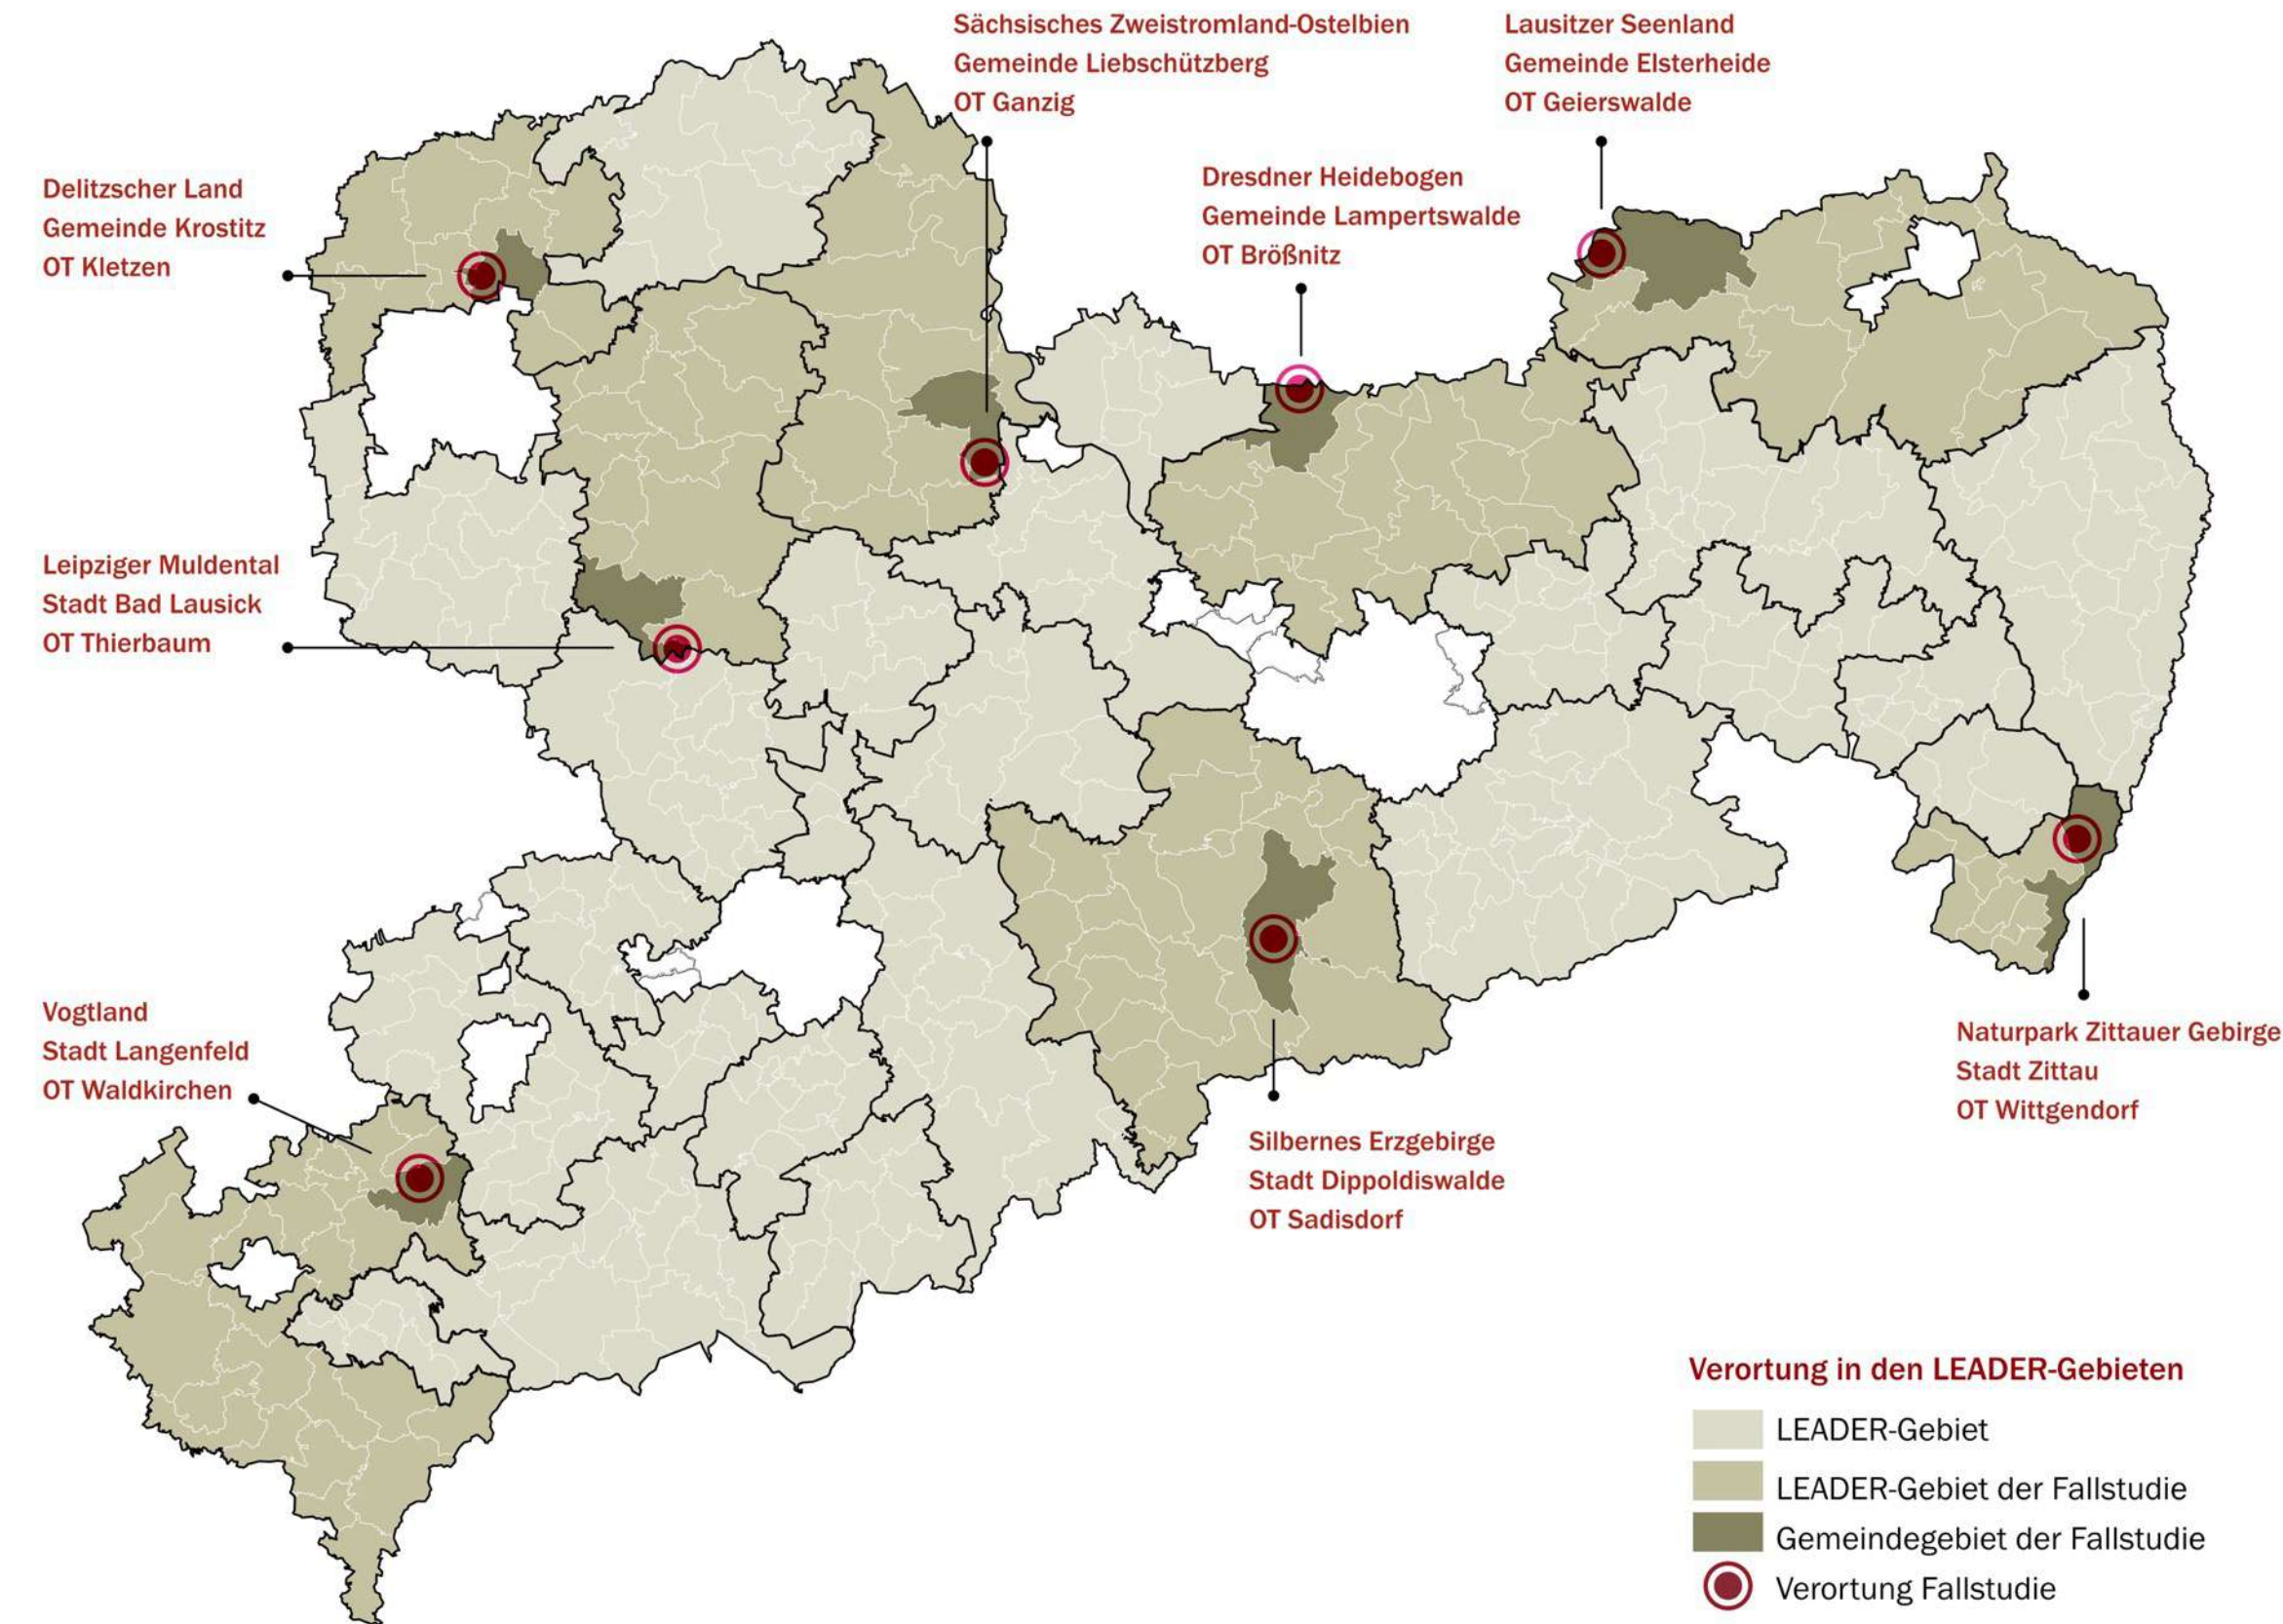 Sächsisches Zweistromland-Ostelbien
Gemeinde Liebschützberg
OT Ganzig
Lausitzer Seenland
Gemeinde Elsterheide
OT Geierswalde
Delitzscher Land
Gemeinde Krostitz
OT Kletzen
Dresdner Heidebogen
Gemeinde Lampertswalde
OT Brößnitz
Leipziger Muldental
Stadt Bad Lausick
OT Thierbaum
Vogtland
Stadt Langenfeld
OT Waldkirchen
Naturpark Zittauer Gebirge
Stadt Zittau
OT Wittgendorf
Silbernes Erzgebirge
Stadt Dippoldiswalde
OT Sadisdorf
Verortung in den LEADER-Gebieten
LEADER-Gebiet
LEADER-Gebiet der Fallstudie
Gemeindegebiet der Fallstudie
Verortung Fallstudie